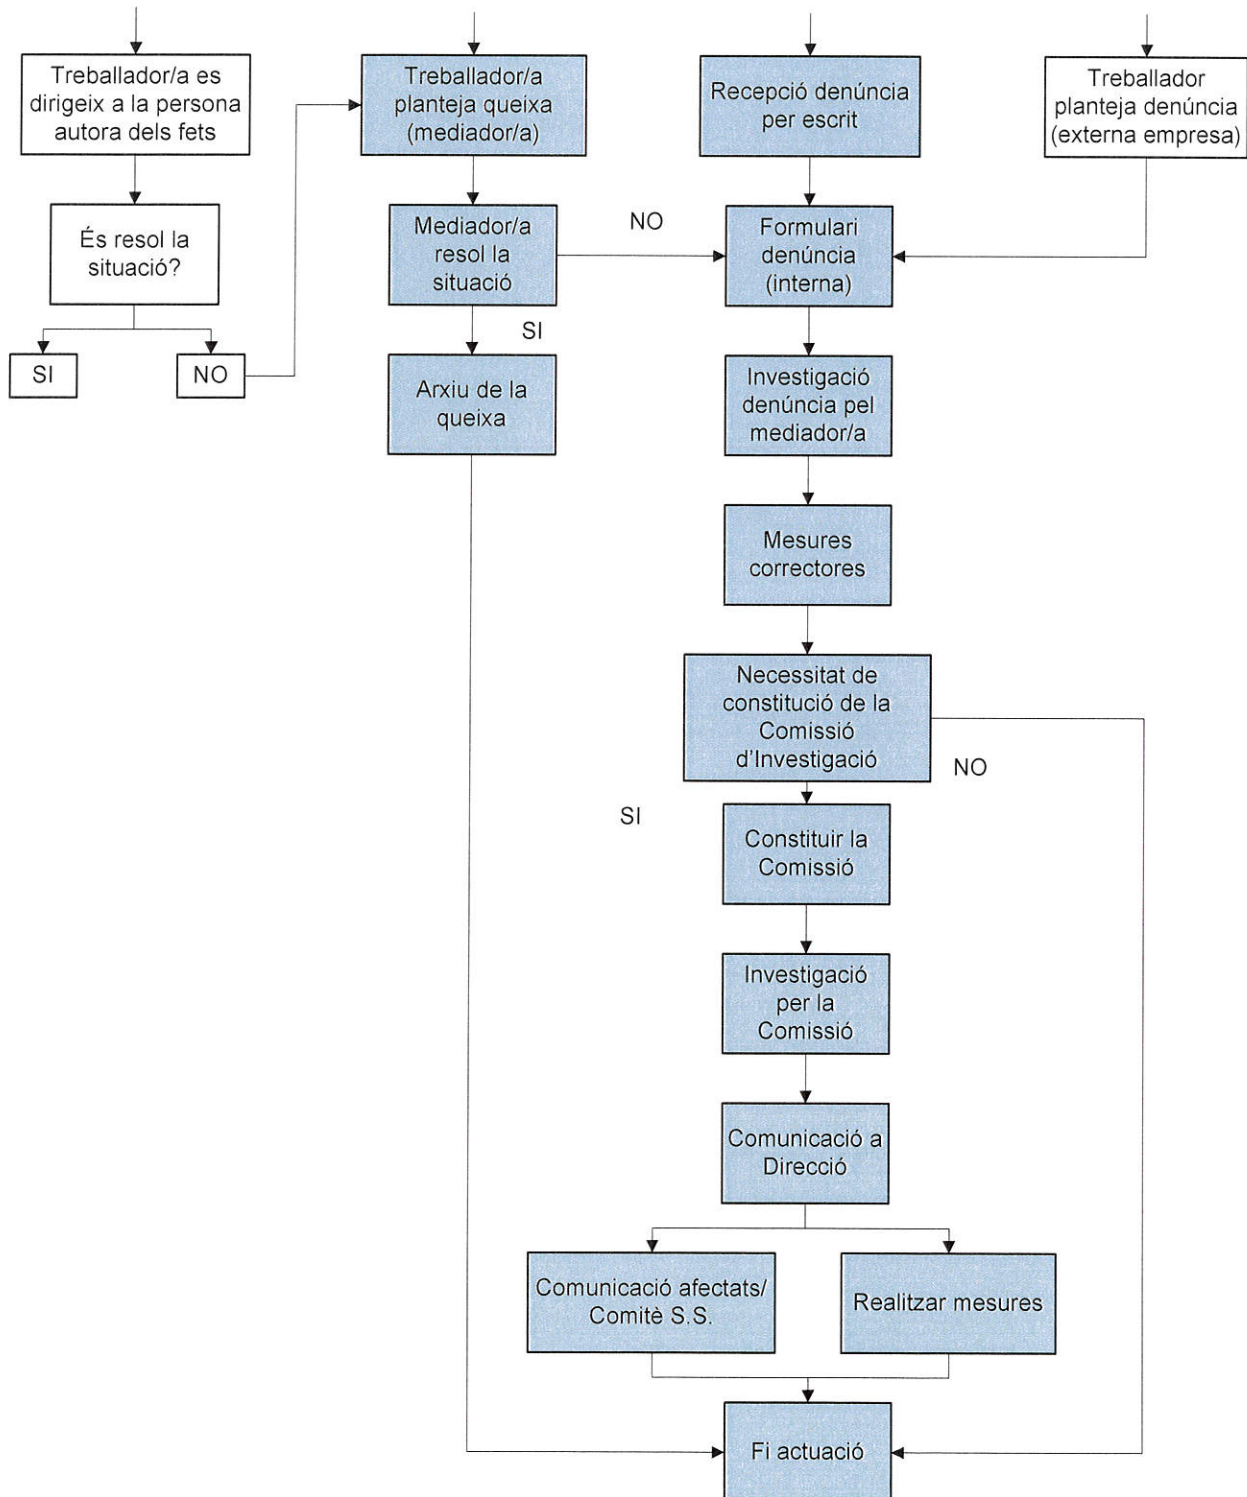 Treballador/a es
dirigeix a la persona
autora dels fets
Treballador/a
planteja queixa
(mediador/a)
Recepció denúncia
per escrit
Treballador
planteja denúncia
(externa empresa)
És resol la
situació?
Mediador/a
resol la
situació
NO
Formulari
denúncia
(interna)
SI
NO
SI
Arxiu de la
queixa
Investigació
denúncia pel
mediador/a
Mesures
correctores
Necessitat de
constitució de la
Comissió
d'Investigació
NO
SI
Constituir la
Comissió
Investigació
per la
Comissió
Comunicació a
Direcció
Comunicació afectats/
Comitè S.S.
Realitzar mesures
Fi actuació